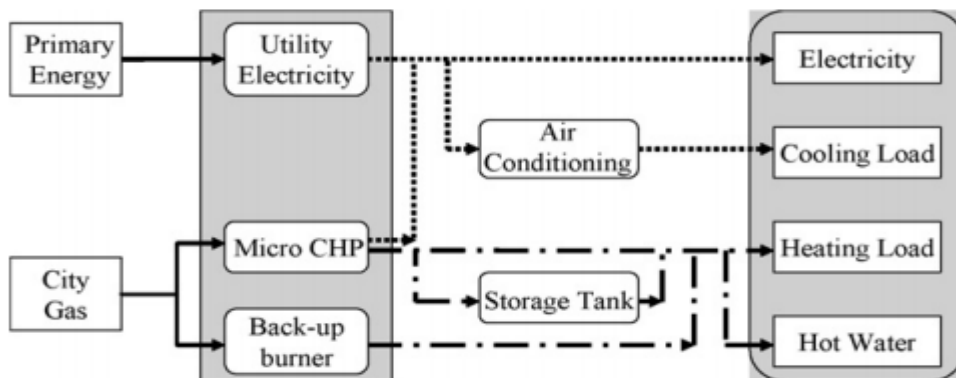 Primary
Energy
Utility
Electricity
Electricity
Air
Conditioning
Cooling Load
Micro CHP
Heating Load
City
Gas
Storage Tank
Back-up
burner
Hot Water